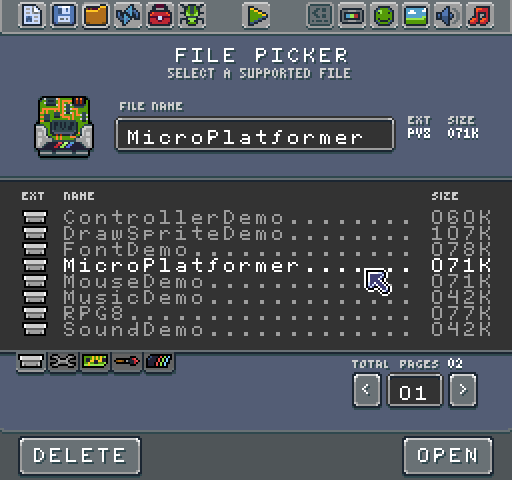 FILE PICKER
SELECT A SUPPORTED FILE
FILE NAME
MicroPlatformer
EXT SIZE
PV8 071K
EXT NAME SIZE
ControllerDemo........ 060K
DrawSpriteDemo........ 107K
FontDemo.............. 078K
MicroPlatformer....... 071K
MouseDemo............. 071K
MusicDemo............. 042K
RPG8.................. 077K
SoundDemo............. 042K
TOTAL PAGES 02
< 01 >
DELETE OPEN